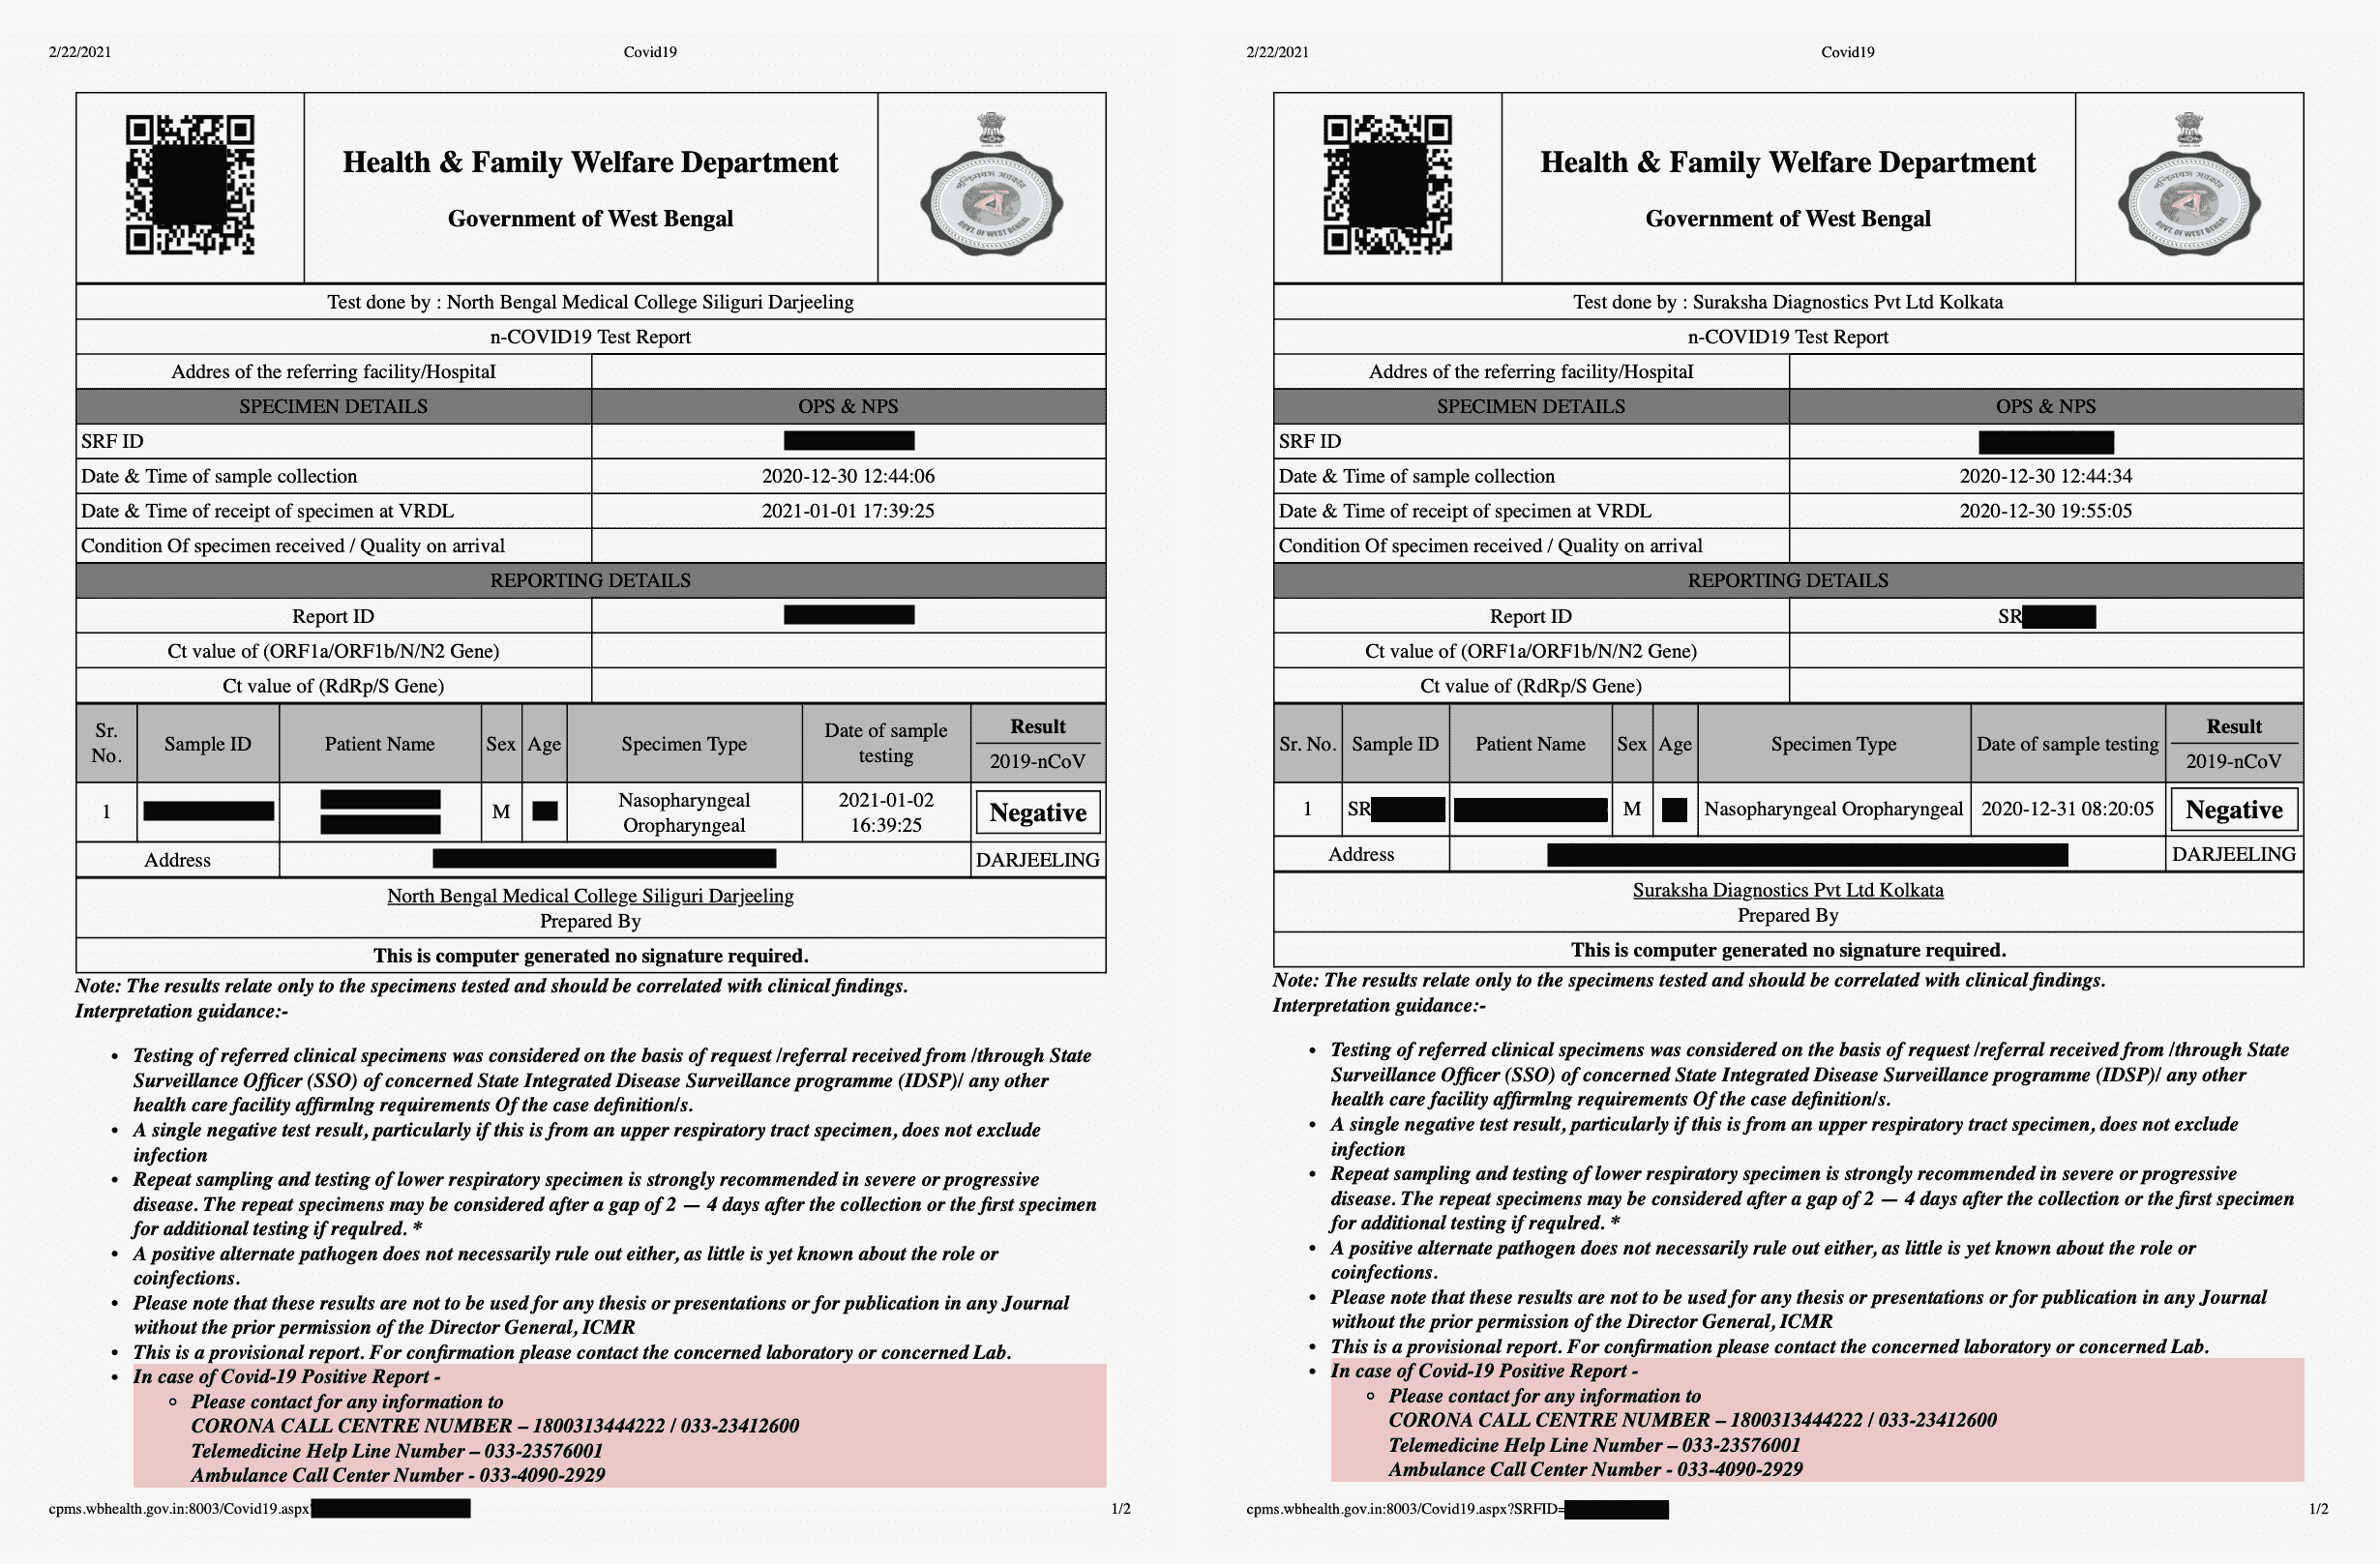 2/22/2021
Covid19
Health & Family Welfare Department
Government of West Bengal
পশ্চিমবঙ্গ সরকার
GOVT. OF WEST BENGAL
Test done by : North Bengal Medical College Siliguri Darjeeling
n-COVID19 Test Report
Addres of the referring facility/HospitaI
SPECIMEN DETAILS OPS & NPS
SRF ID
Date & Time of sample collection 2020-12-30 12:44:06
Date & Time of receipt of specimen at VRDL 2021-01-01 17:39:25
Condition Of specimen received / Quality on arrival
REPORTING DETAILS
Report ID
Ct value of (ORF1a/ORF1b/N/N2 Gene)
Ct value of (RdRp/S Gene)
Sr. No.
Sample ID
Patient Name
Sex
Age
Specimen Type
Date of sample testing
Result
2019-nCoV
1
M
Nasopharyngeal
Oropharyngeal
2021-01-02
16:39:25
Negative
Address
DARJEELING
North Bengal Medical College Siliguri Darjeeling
Prepared By
This is computer generated no signature required.
Note: The results relate only to the specimens tested and should be correlated with clinical findings.
Interpretation guidance:-
• Testing of referred clinical specimens was considered on the basis of request /referral received from /through State
Surveillance Officer (SSO) of concerned State Integrated Disease Surveillance programme (IDSP)/ any other
health care facility affirmlng requirements Of the case definition/s.
• A single negative test result, particularly if this is from an upper respiratory tract specimen, does not exclude
infection
• Repeat sampling and testing of lower respiratory specimen is strongly recommended in severe or progressive
disease. The repeat specimens may be considered after a gap of 2 — 4 days after the collection or the first specimen
for additional testing if requlred. *
• A positive alternate pathogen does not necessarily rule out either, as little is yet known about the role or
coinfections.
• Please note that these results are not to be used for any thesis or presentations or for publication in any Journal
without the prior permission of the Director General, ICMR
• This is a provisional report. For confirmation please contact the concerned laboratory or concerned Lab.
• In case of Covid-19 Positive Report -
Please contact for any information to
CORONA CALL CENTRE NUMBER – 1800313444222 / 033-23412600
Telemedicine Help Line Number – 033-23576001
Ambulance Call Center Number - 033-4090-2929
cpms.wbhealth.gov.in:8003/Covid19.aspx
1/2
2/22/2021
Covid19
Health & Family Welfare Department
Government of West Bengal
পশ্চিমবঙ্গ সরকার
GOVT. OF WEST BENGAL
Test done by : Suraksha Diagnostics Pvt Ltd Kolkata
n-COVID19 Test Report
Addres of the referring facility/HospitaI
SPECIMEN DETAILS OPS & NPS
SRF ID
Date & Time of sample collection 2020-12-30 12:44:34
Date & Time of receipt of specimen at VRDL 2020-12-30 19:55:05
Condition Of specimen received / Quality on arrival
REPORTING DETAILS
Report ID SR
Ct value of (ORF1a/ORF1b/N/N2 Gene)
Ct value of (RdRp/S Gene)
Sr. No.
Sample ID
Patient Name
Sex
Age
Specimen Type
Date of sample testing
Result
2019-nCoV
1
SR
M
Nasopharyngeal Oropharyngeal
2020-12-31 08:20:05
Negative
Address
DARJEELING
Suraksha Diagnostics Pvt Ltd Kolkata
Prepared By
This is computer generated no signature required.
Note: The results relate only to the specimens tested and should be correlated with clinical findings.
Interpretation guidance:-
• Testing of referred clinical specimens was considered on the basis of request /referral received from /through State
Surveillance Officer (SSO) of concerned State Integrated Disease Surveillance programme (IDSP)/ any other
health care facility affirmlng requirements Of the case definition/s.
• A single negative test result, particularly if this is from an upper respiratory tract specimen, does not exclude
infection
• Repeat sampling and testing of lower respiratory specimen is strongly recommended in severe or progressive
disease. The repeat specimens may be considered after a gap of 2 — 4 days after the collection or the first specimen
for additional testing if requlred. *
• A positive alternate pathogen does not necessarily rule out either, as little is yet known about the role or
coinfections.
• Please note that these results are not to be used for any thesis or presentations or for publication in any Journal
without the prior permission of the Director General, ICMR
• This is a provisional report. For confirmation please contact the concerned laboratory or concerned Lab.
• In case of Covid-19 Positive Report -
Please contact for any information to
CORONA CALL CENTRE NUMBER – 1800313444222 / 033-23412600
Telemedicine Help Line Number – 033-23576001
Ambulance Call Center Number - 033-4090-2929
cpms.wbhealth.gov.in:8003/Covid19.aspx?SRFID=
1/2